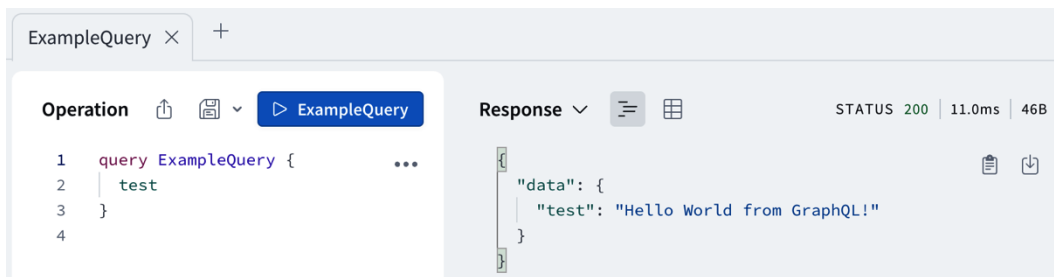 ExampleQuery
Operation
ExampleQuery
1 query ExampleQuery {
2 test
3 }
4
Response
STATUS 200 11.0ms 46B
{
"data": {
"test": "Hello World from GraphQL!"
}
}